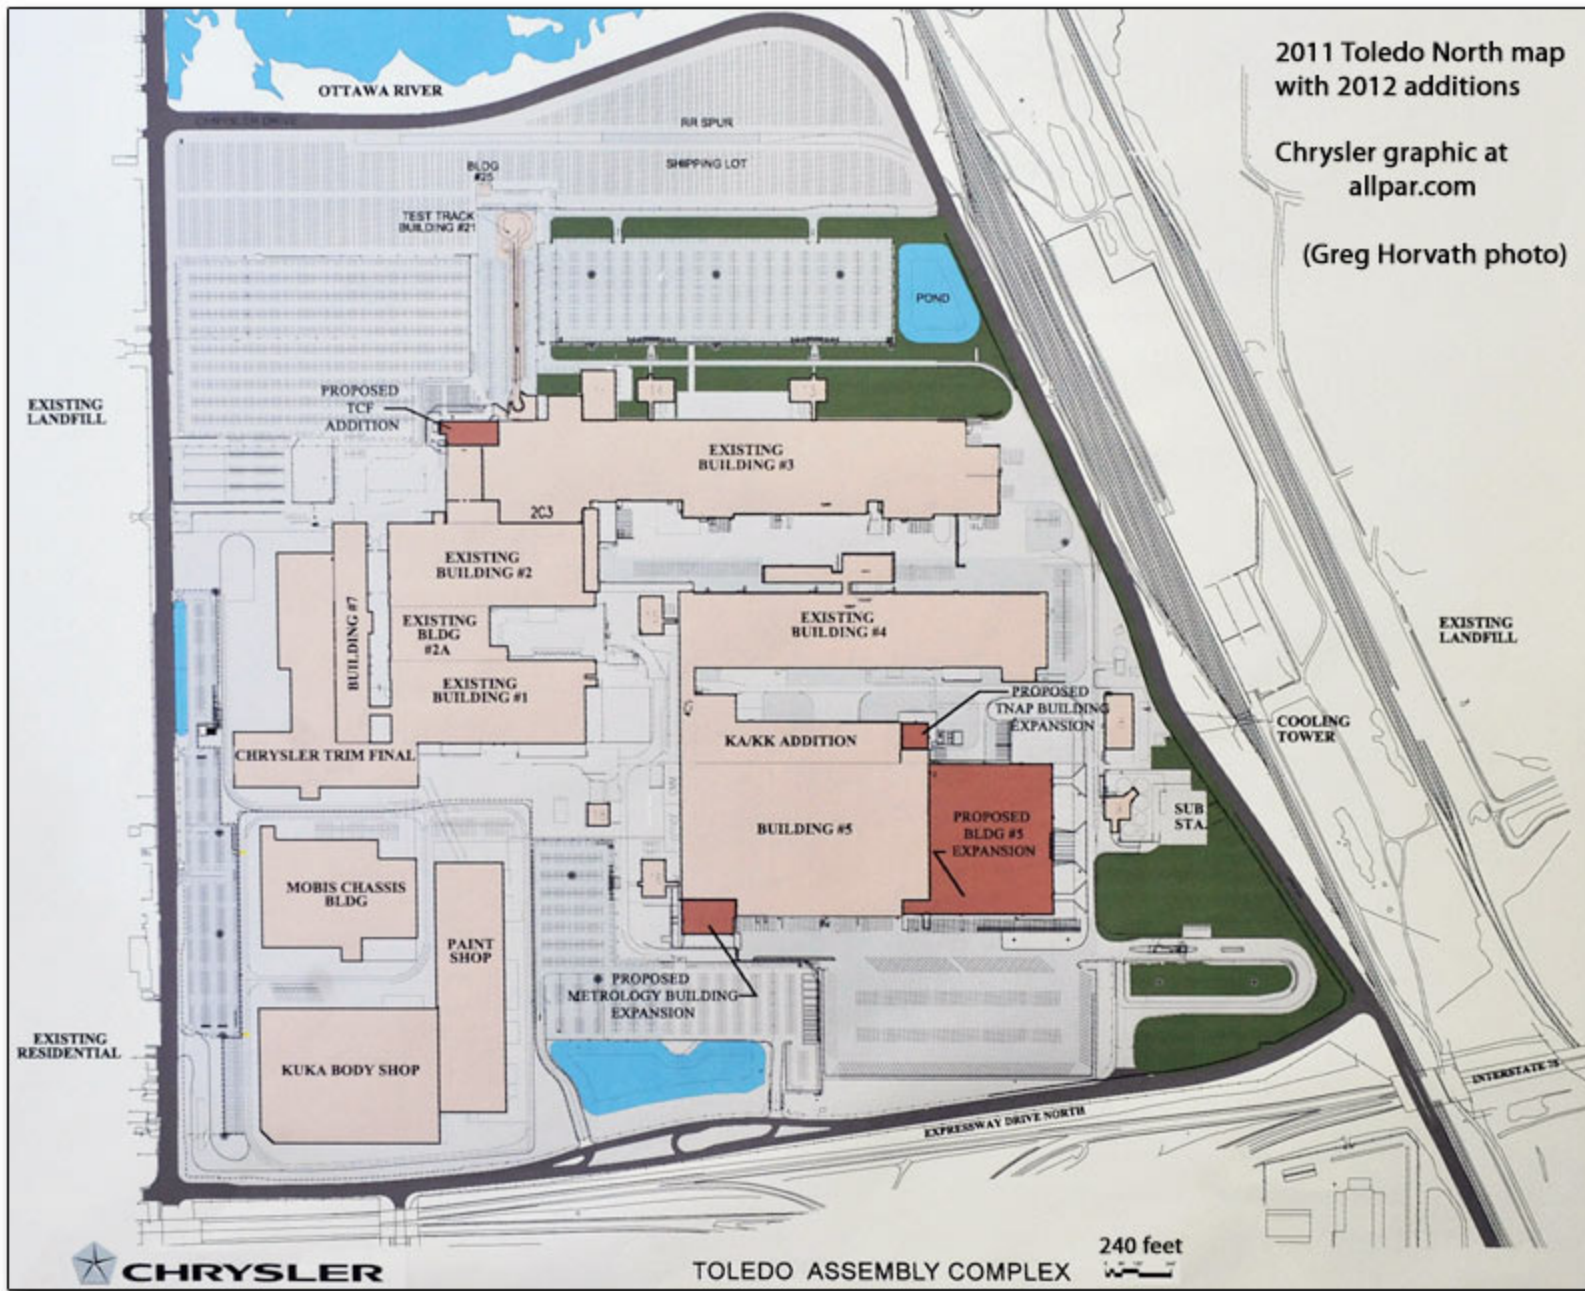 2011 Toledo North map
with 2012 additions
Chrysler graphic at
allpar.com
(Greg Horvath photo)
OTTAWA RIVER
CHRYSLER DRIVE
RR SPUR
SHIPPING LOT
BLDG
#25
TEST TRACK
BUILDING #21
POND
EXISTING
LANDFILL
PROPOSED
TCF
ADDITION
EXISTING
BUILDING #3
2C3
EXISTING
BUILDING #2
BUILDING #7
EXISTING
BLDG
#2A
EXISTING
BUILDING #1
EXISTING
BUILDING #4
EXISTING
LANDFILL
PROPOSED
TNAP BUILDING
EXPANSION
COOLING
TOWER
CHRYSLER TRIM FINAL
KA/KK ADDITION
BUILDING #5
PROPOSED
BLDG #5
EXPANSION
SUB
STA.
MOBIS CHASSIS
BLDG
PAINT
SHOP
PROPOSED
METROLOGY BUILDING
EXPANSION
EXISTING
RESIDENTIAL
KUKA BODY SHOP
INTERSTATE 75
EXPRESSWAY DRIVE NORTH
CHRYSLER
TOLEDO ASSEMBLY COMPLEX
240 feet